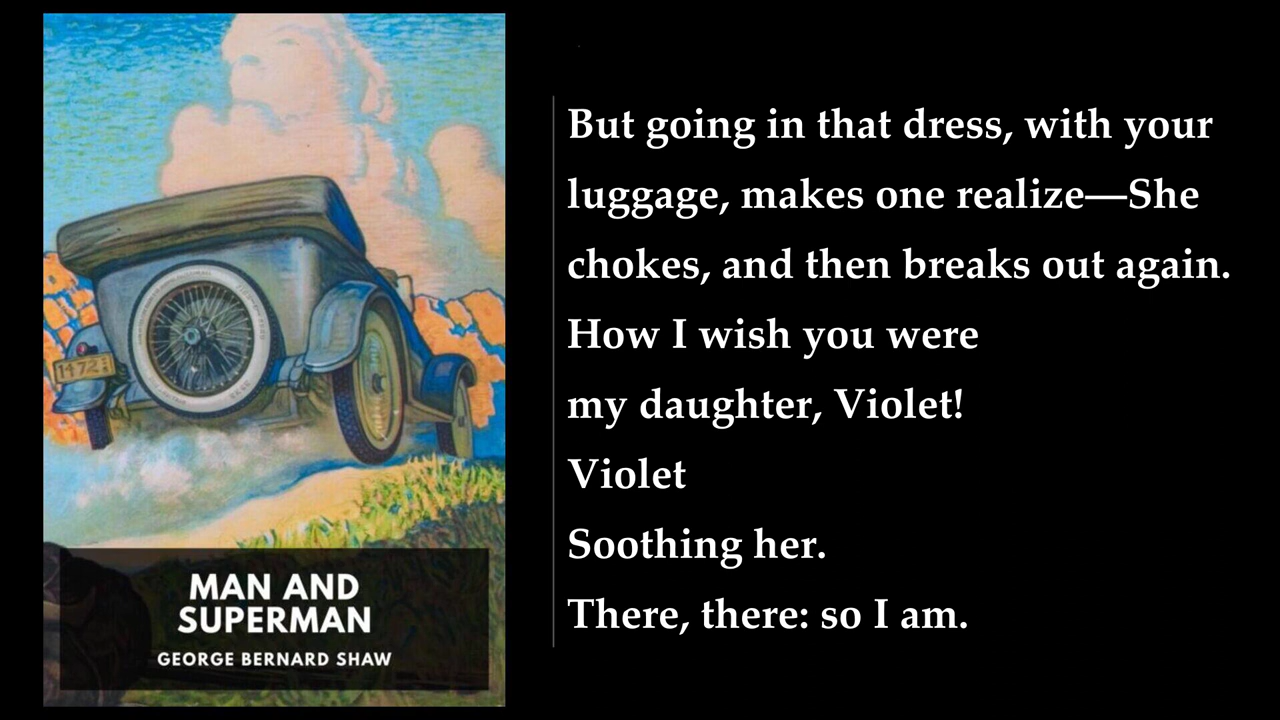 1472
MAN AND
SUPERMAN
GEORGE BERNARD SHAW
But going in that dress, with your
luggage, makes one realize—She
chokes, and then breaks out again.
How I wish you were
my daughter, Violet!
Violet
Soothing her.
There, there: so I am.